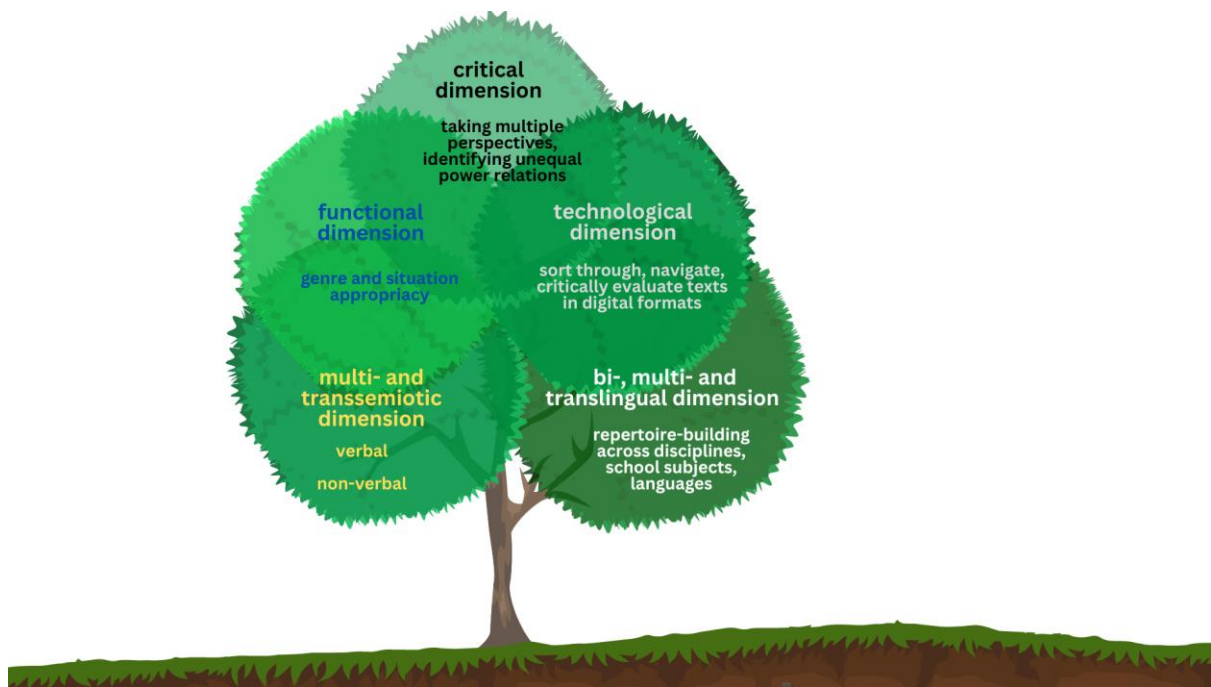 critical
dimension
taking multiple
perspectives,
identifying unequal
power relations
functional
dimension
genre and situation
appropriacy
technological
dimension
sort through, navigate,
critically evaluate texts
in digital formats
multi- and
transsemiotic
dimension
verbal
non-verbal
bi-, multi- and
translingual dimension
repertoire-building
across disciplines,
school subjects,
languages